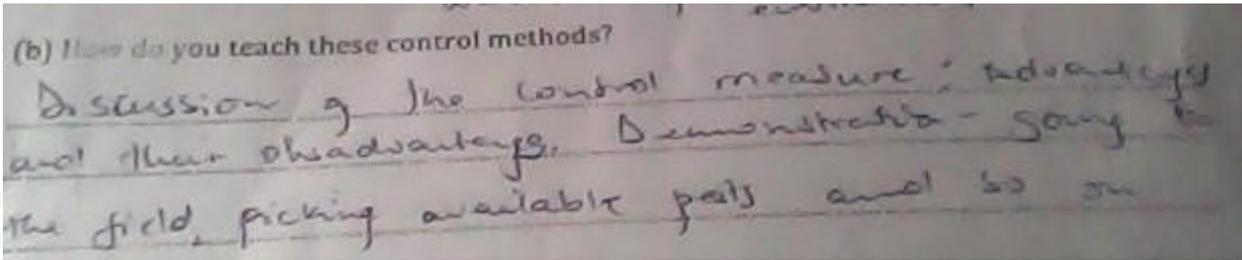 (b) How do you teach these control methods?
Discussion of the control measure; advantages
and their disadvantages. Demonstration - going to
the field, picking available pests and so on